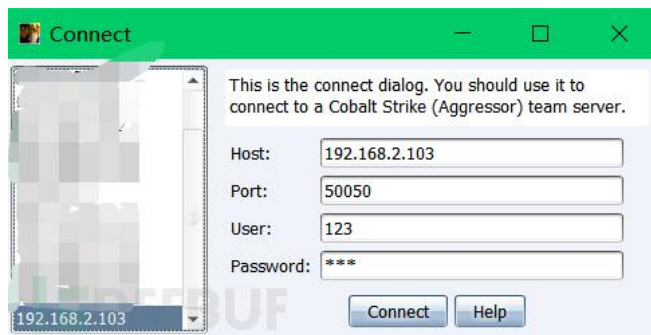 Connect
This is the connect dialog. You should use it to
connect to a Cobalt Strike (Aggressor) team server.
Host: 192.168.2.103
Port: 50050
User: 123
Password: ***
Connect Help
192.168.2.103